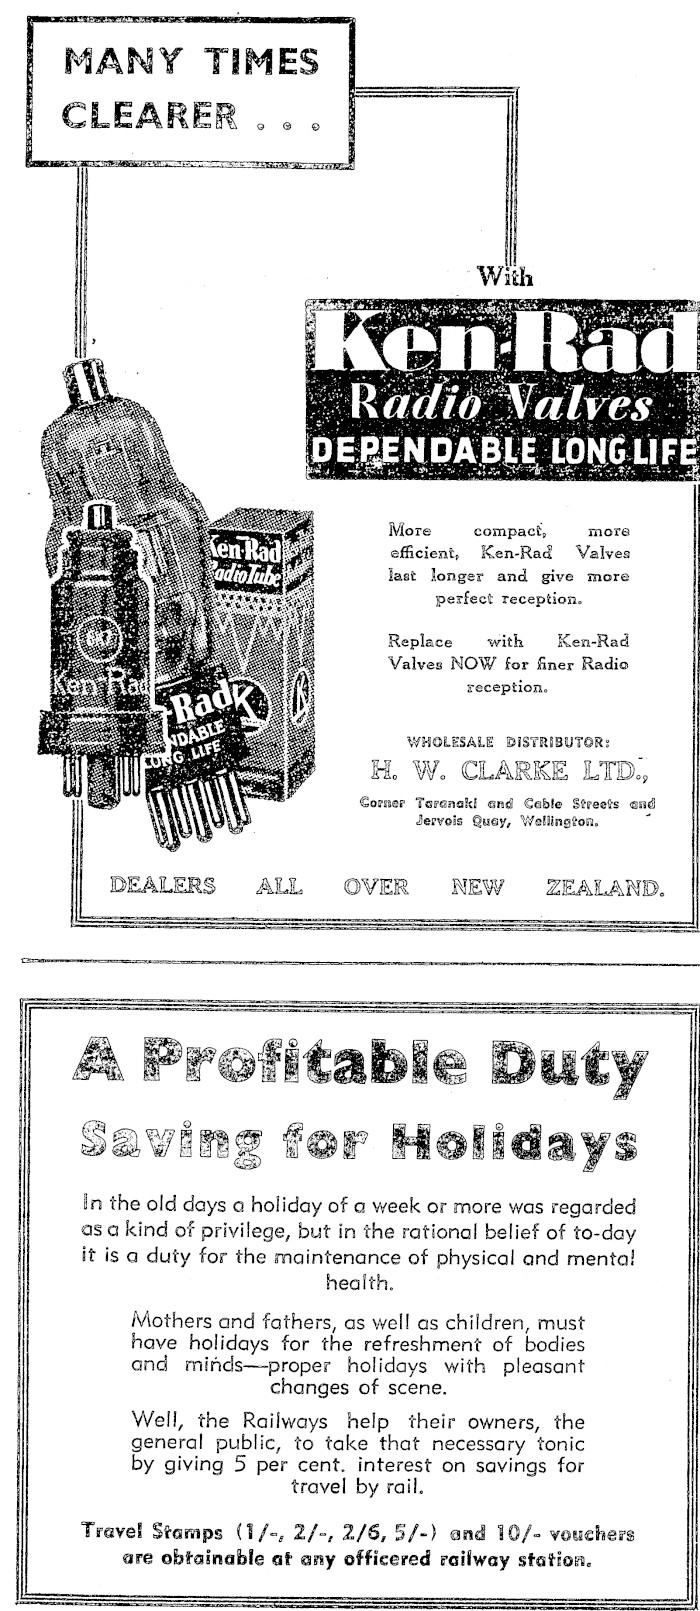 MANY TIMES
CLEARER . . .
With
Ken-Rad
Radio Valves
DEPENDABLE LONG LIFE
Ken-Rad
Radio Tube
6K7
Ken-Rad
-Rad
NDABLE
LONG LIFE
K
K
More compact, more
efficient, Ken-Rad Valves
last longer and give more
perfect reception.
Replace with Ken-Rad
Valves NOW for finer Radio
reception.
WHOLESALE DISTRIBUTOR:
H. W. CLARKE LTD.,
Corner Taranaki and Cable Streets and
Jervois Quay, Wellington.
DEALERS ALL OVER NEW ZEALAND.
A Profitable Duty
Saving for Holidays
In the old days a holiday of a week or more was regarded
as a kind of privilege, but in the rational belief of to-day
it is a duty for the maintenance of physical and mental
health.
Mothers and fathers, as well as children, must
have holidays for the refreshment of bodies
and minds—proper holidays with pleasant
changes of scene.
Well, the Railways help their owners, the
general public, to take that necessary tonic
by giving 5 per cent. interest on savings for
travel by rail.
Travel Stamps (1/-, 2/-, 2/6, 5/-) and 10/- vouchers
are obtainable at any officered railway station.